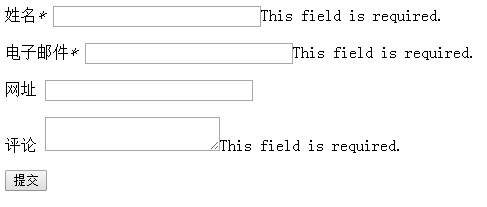 姓名* This field is required.
电子邮件* This field is required.
网址
评论 This field is required.
提交